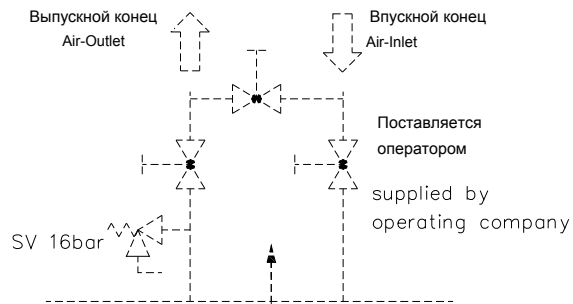 Выпускной конец
Air-Outlet
Впускной конец
Air-Inlet
Поставляется
оператором
supplied by
operating company
SV 16bar